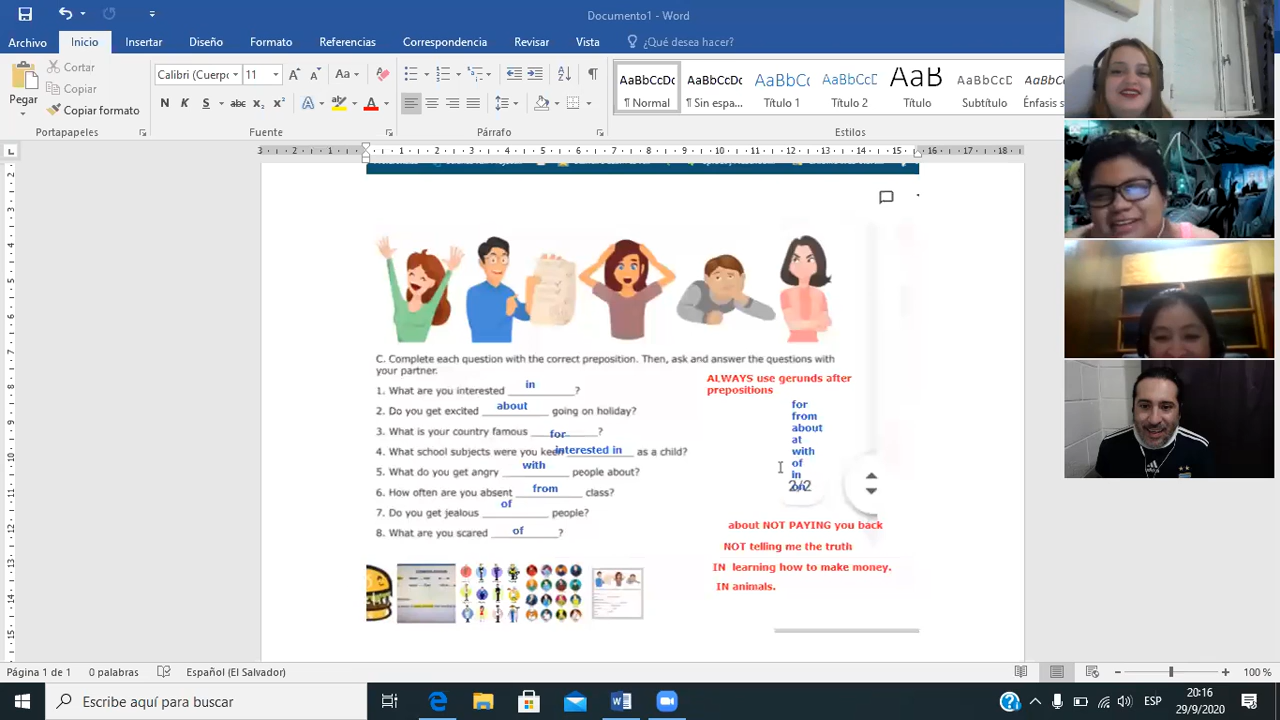 Documento1 - Word
Archivo Inicio Insertar Diseño Formato Referencias Correspondencia Revisar Vista ¿Qué desea hacer?
Cortar
Copiar
Copiar formato
Pegar
Calibri (Cuerpo 11
AaBbCcDc AaBbCcDc AaBbCc AaBbCcD AaB AaBbCcD
¶ Normal ¶ Sin espa... Título 1 Título 2 Título Subtítulo Énfasis s
Portapapeles Fuente Párrafo Estilos
C. Complete each question with the correct preposition. Then, ask and answer the questions with
your partner.
1. What are you interested in ?
2. Do you get excited about going on holiday?
3. What is your country famous for ?
4. What school subjects were you keen interested in as a child?
5. What do you get angry with people about?
6. How often are you absent from class?
7. Do you get jealous of people?
8. What are you scared of ?
ALWAYS use gerunds after
prepositions
for
from
about
at
with
of
in
on
2/2
about NOT PAYING you back
NOT telling me the truth
IN learning how to make money.
IN animals.
Página 1 de 1 0 palabras Español (El Salvador) 100 %
Escribe aquí para buscar
ESP
20:16
29/9/2020